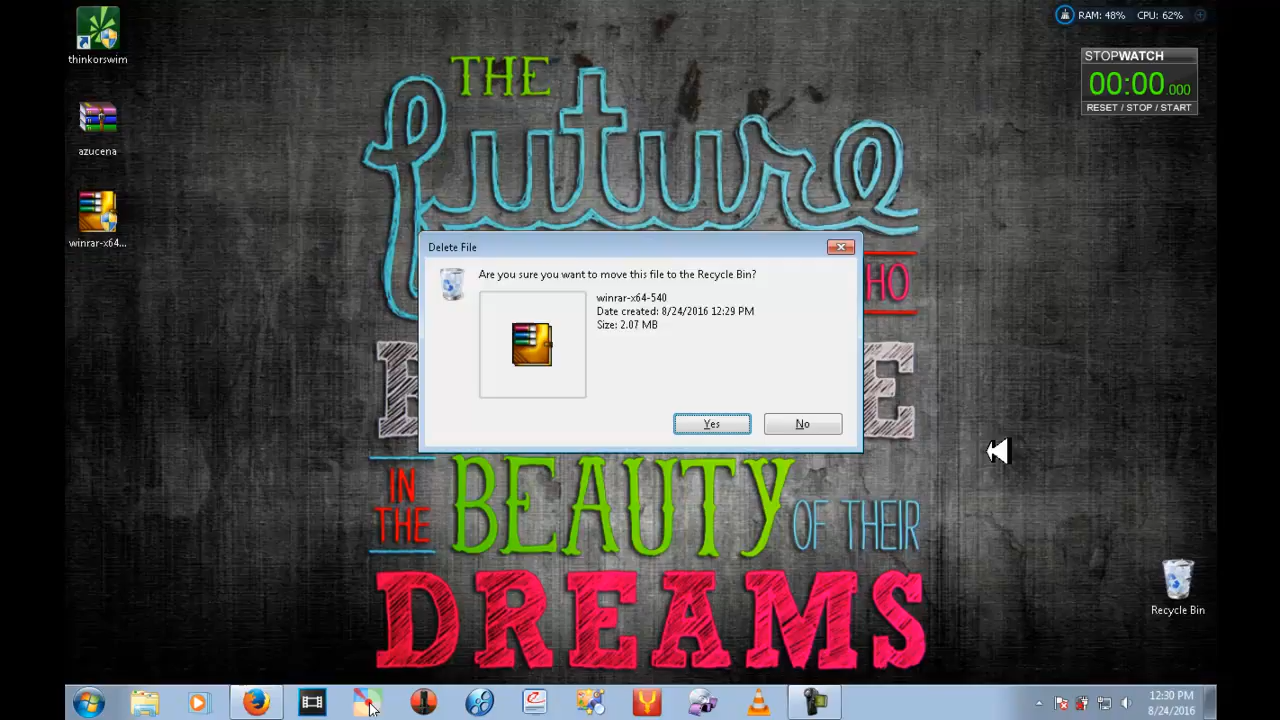 thinkorswim
azucena
winrar-x64...
RAM: 48% CPU: 62%
STOPWATCH
00:00.000
RESET / STOP / START
THE
future
HO
Delete File
Are you sure you want to move this file to the Recycle Bin?
winrar-x64-540
Date created: 8/24/2016 12:29 PM
Size: 2.07 MB
Yes
No
IN
THE
BEAUTY
OF THEIR
DREAMS
Recycle Bin
12:30 PM
8/24/2016